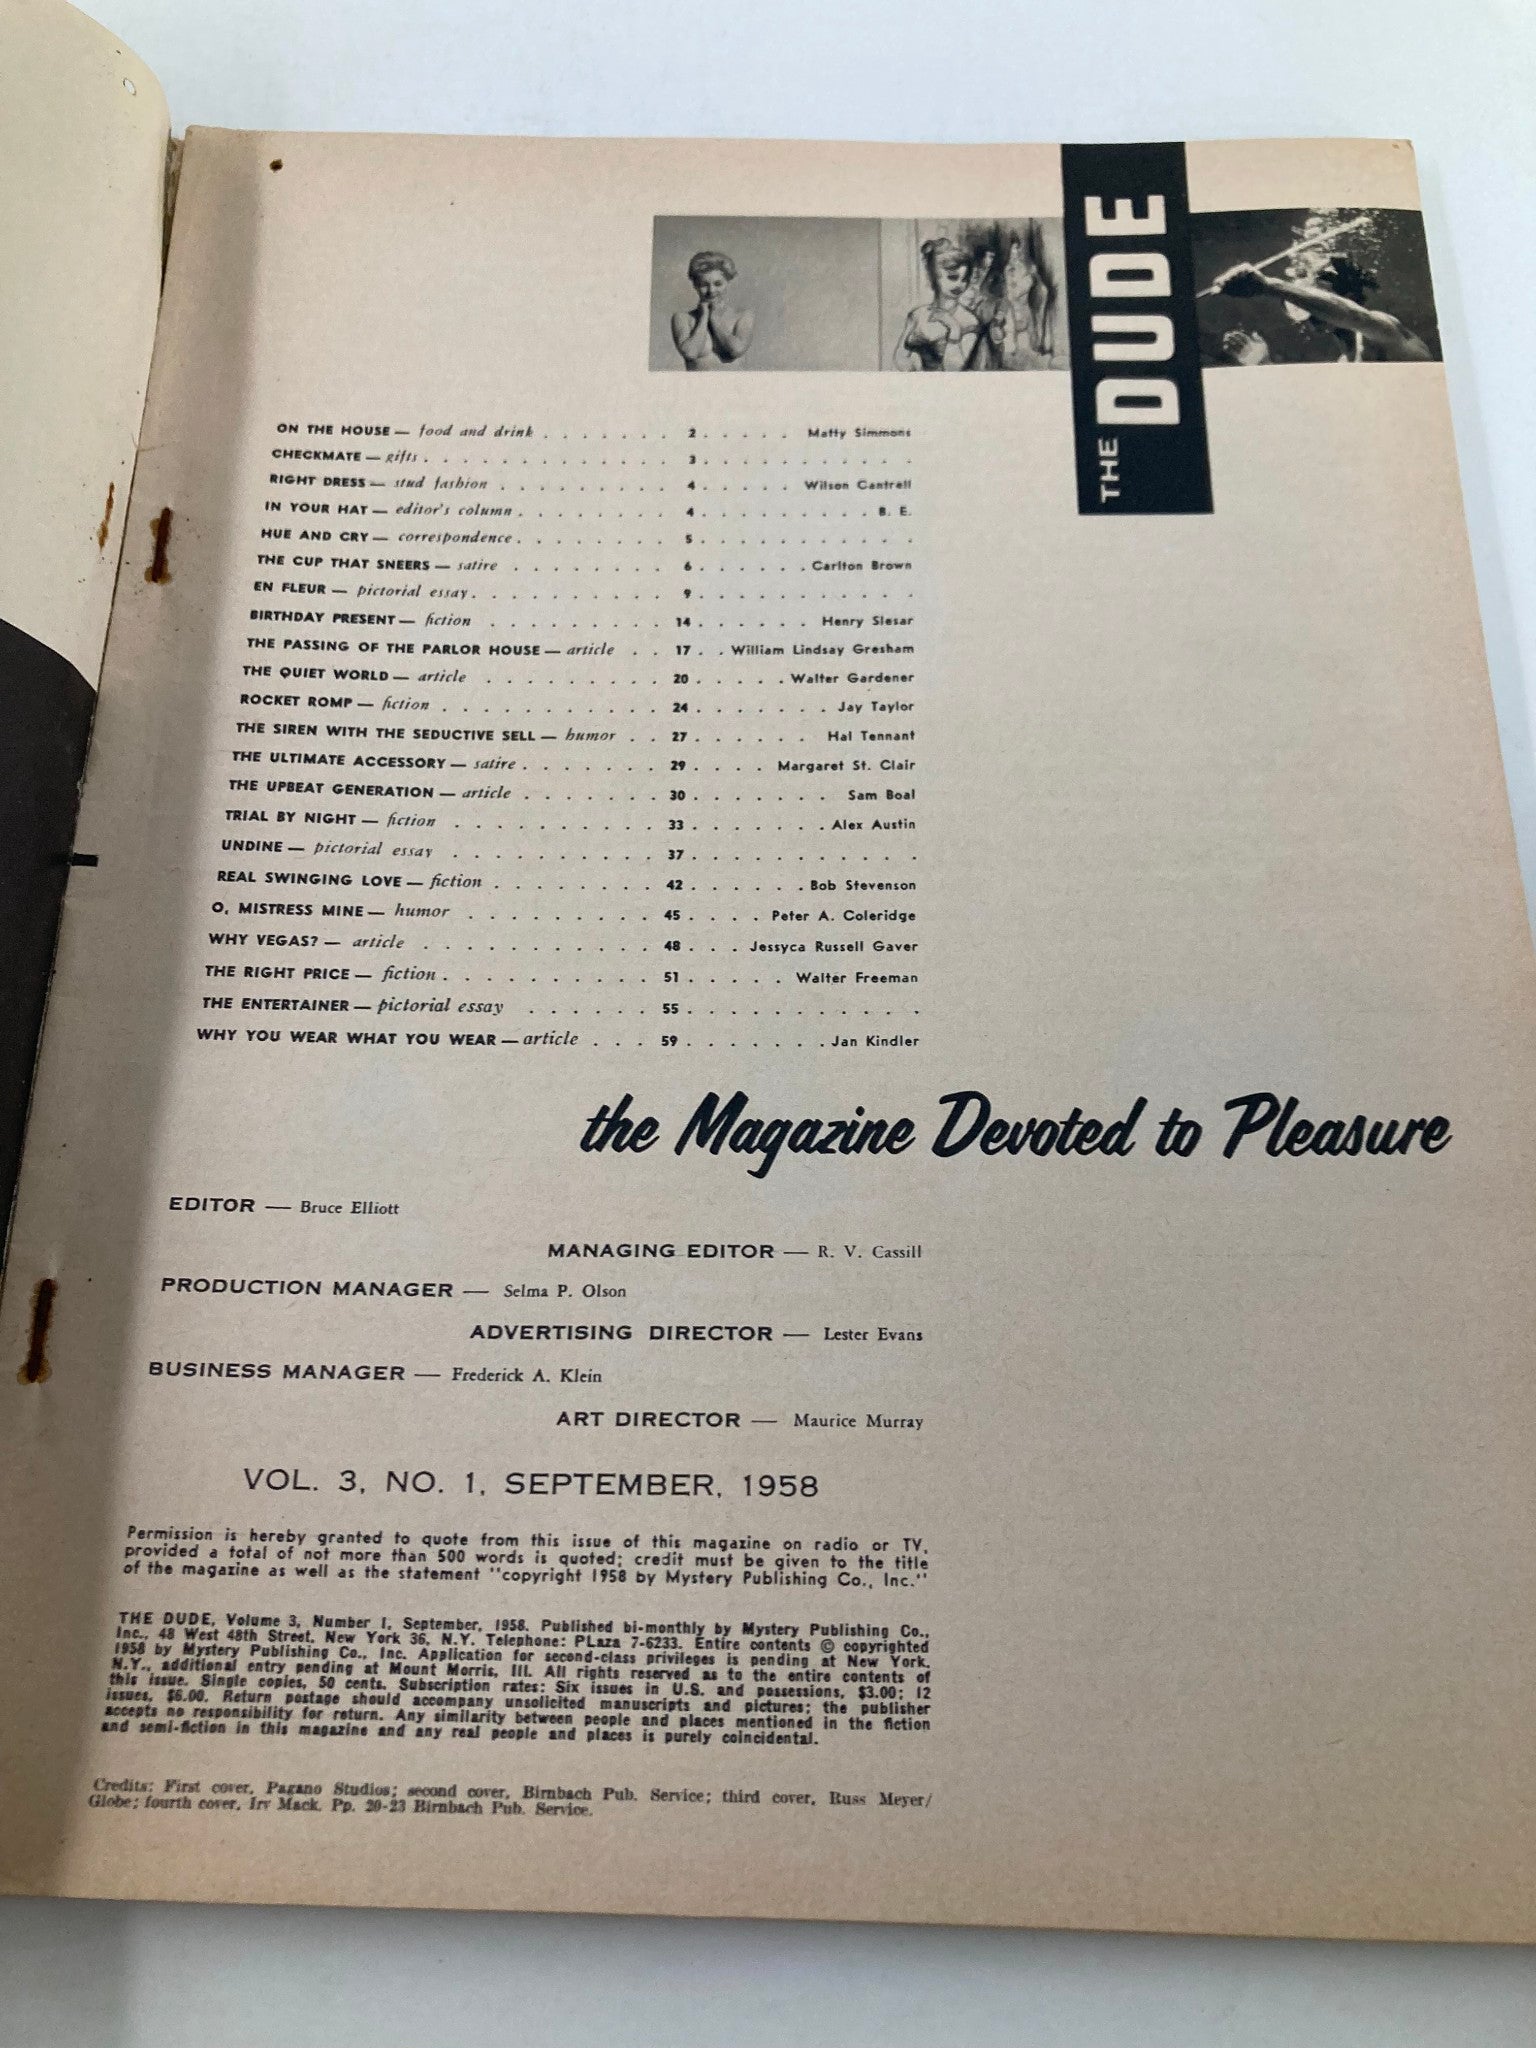 THE DUDE
ON THE HOUSE — food and drink . . . . . . . 2 . . . . . Matty Simmons
CHECKMATE — gifts . . . . . . . . . . . . . 3 . . . . . . . . . .
RIGHT DRESS — stud fashion . . . . . . . . . 4 . . . . . Wilson Cantrell
IN YOUR HAT — editor's column . . . . . . . . 4 . . . . . . . . . B. E.
HUE AND CRY — correspondence . . . . . . . . 5 . . . . . . . . . .
THE CUP THAT SNEERS — satire . . . . . . . . 6 . . . . . . Carlton Brown
EN FLEUR — pictorial essay . . . . . . . . . . 9 . . . . . . . . . .
BIRTHDAY PRESENT — fiction . . . . . . . . . 14 . . . . . . Henry Slesar
THE PASSING OF THE PARLOR HOUSE — article . . 17 . . William Lindsay Gresham
THE QUIET WORLD — article . . . . . . . . . 20 . . . . . Walter Gardener
ROCKET ROMP — fiction . . . . . . . . . . . 24 . . . . . . . Jay Taylor
THE SIREN WITH THE SEDUCTIVE SELL — humor . . 27 . . . . . . Hal Tennant
THE ULTIMATE ACCESSORY — satire . . . . . . . 29 . . . . Margaret St. Clair
THE UPBEAT GENERATION — article . . . . . . . 30 . . . . . . . Sam Boal
TRIAL BY NIGHT — fiction . . . . . . . . . . 33 . . . . . . . Alex Austin
UNDINE — pictorial essay . . . . . . . . . . 37 . . . . . . . . . . .
REAL SWINGING LOVE — fiction . . . . . . . . 42 . . . . . . Bob Stevenson
O, MISTRESS MINE — humor . . . . . . . . . 45 . . . . Peter A. Coleridge
WHY VEGAS? — article . . . . . . . . . . . 48 . . . Jessyca Russell Gaver
THE RIGHT PRICE — fiction . . . . . . . . . . 51 . . . . . Walter Freeman
THE ENTERTAINER — pictorial essay . . . . . . 55 . . . . . . . . . . .
WHY YOU WEAR WHAT YOU WEAR — article . . . 59 . . . . . . . Jan Kindler
the Magazine Devoted to Pleasure
EDITOR — Bruce Elliott
MANAGING EDITOR — R. V. Cassill
PRODUCTION MANAGER — Selma P. Olson
ADVERTISING DIRECTOR — Lester Evans
BUSINESS MANAGER — Frederick A. Klein
ART DIRECTOR — Maurice Murray
VOL. 3, NO. 1, SEPTEMBER, 1958
Permission is hereby granted to quote from this issue of this magazine on radio or TV,
provided a total of not more than 500 words is quoted; credit must be given to the title
of the magazine as well as the statement "copyright 1958 by Mystery Publishing Co., Inc."
THE DUDE, Volume 3, Number 1, September, 1958. Published bi-monthly by Mystery Publishing Co.,
Inc., 48 West 48th Street, New York 36, N.Y. Telephone: PLaza 7-6233. Entire contents © copyrighted
1958 by Mystery Publishing Co., Inc. Application for second-class privileges is pending at New York,
N.Y., additional entry pending at Mount Morris, Ill. All rights reserved as to the entire contents of
this issue. Single copies, 50 cents. Subscription rates: Six issues in U.S. and possessions, $3.00; 12
issues, $6.00. Return postage should accompany unsolicited manuscripts and pictures; the publisher
accepts no responsibility for return. Any similarity between people and places mentioned in the fiction
and semi-fiction in this magazine and any real people and places is purely coincidental.
Credits: First cover, Pagano Studios; second cover, Birnbach Pub. Service; third cover, Russ Meyer/
Globe; fourth cover, Irv Mack. Pp. 20-23 Birnbach Pub. Service.